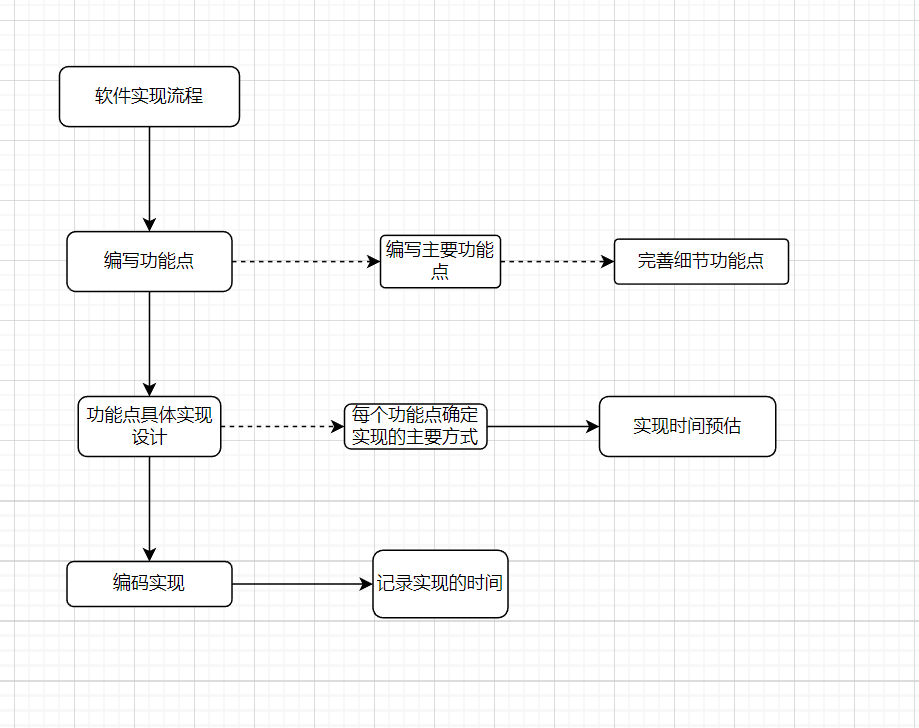 软件实现流程
编写功能点
编写主要功能
点
完善细节功能点
功能点具体实现
设计
每个功能点确定
实现的主要方式
实现时间预估
编码实现
记录实现的时间